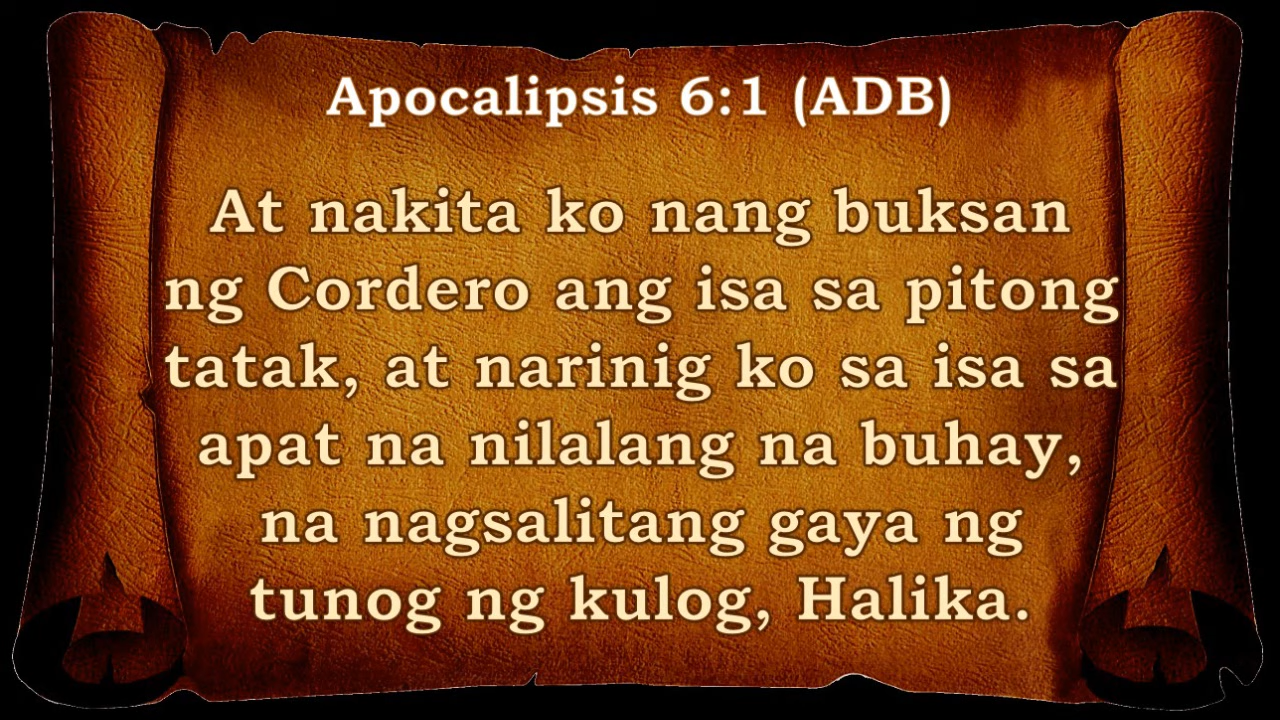 Apocalipsis 6:1 (ADB)
At nakita ko nang buksan
ng Cordero ang isa sa pitong
tatak, at narinig ko sa isa sa
apat na nilalang na buhay,
na nagsalitang gaya ng
tunog ng kulog, Halika.